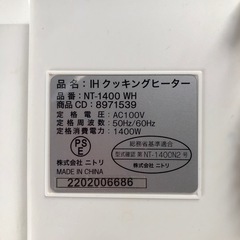 品名：IHクッキングヒーター
品番：NT-1400 WH
商品CD：8971539
定格電圧：AC100V
定格周波数：50Hz/60Hz
定格消費電力：1400W
PS
E
総務省基準適合
型式確認 第 NT-1400N2 号
株式会社 ニトリ
株式会社 ニトリ
MADE IN CHINA
2202006686